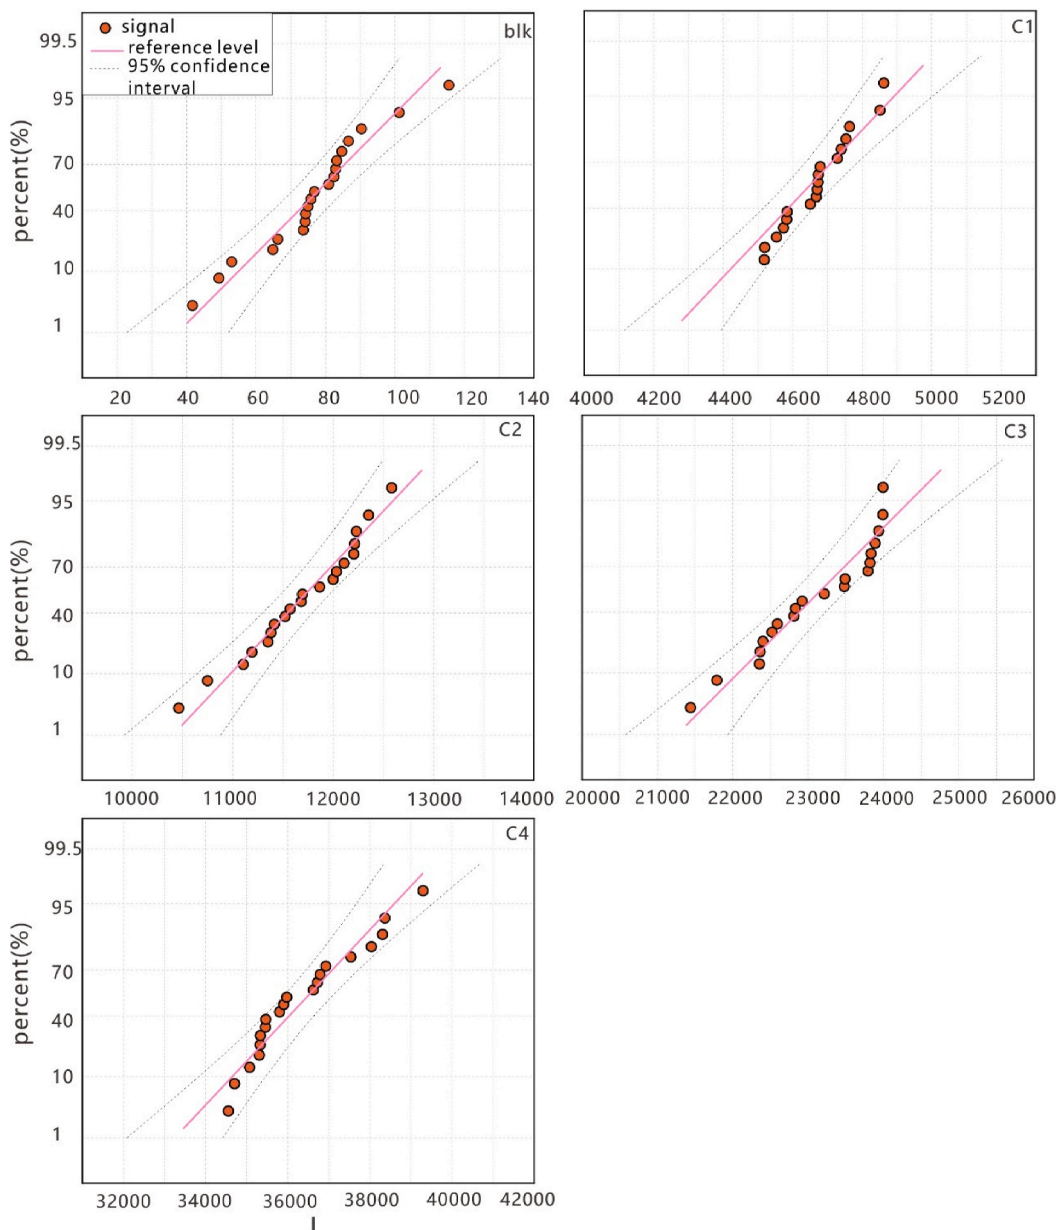 signal
reference level
95% confidence
interval
blk
99.5
95
70
40
10
1
percent(%)
20 40 60 80 100 120 140
C1
4000 4200 4400 4600 4800 5000 5200
C2
99.5
95
70
40
10
1
percent(%)
10000 11000 12000 13000 14000
C3
20000 21000 22000 23000 24000 25000 26000
C4
99.5
95
70
40
10
1
percent(%)
32000 34000 36000 38000 40000 42000
I